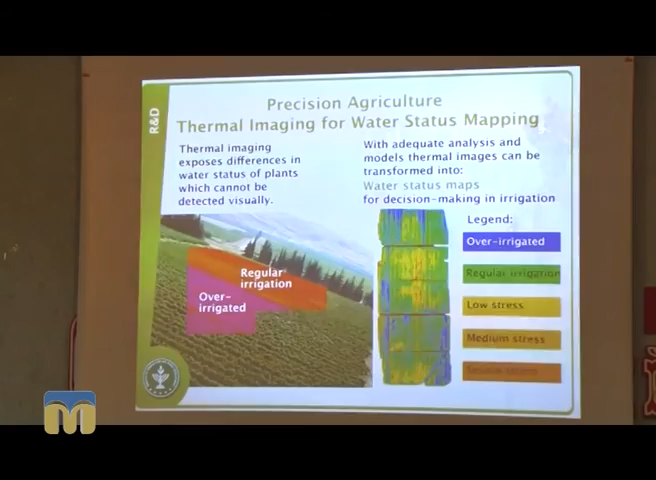 R&D
Precision Agriculture
Thermal Imaging for Water Status Mapping
Thermal imaging
exposes differences in
water status of plants
which cannot be
detected visually.
With adequate analysis and
models thermal images can be
transformed into:
Water status maps
for decision-making in irrigation
Legend:
Over-irrigated
Regular irrigation
Low stress
Medium stress
Regular
irrigation
Over-
irrigated
M